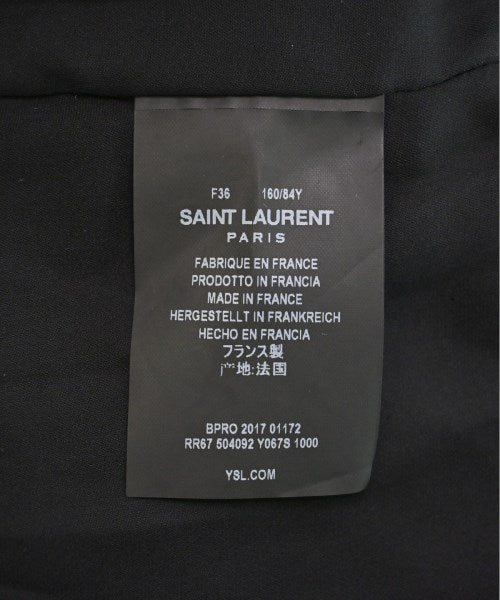 F36 160/84Y
SAINT LAURENT
PARIS
FABRIQUE EN FRANCE
PRODOTTO IN FRANCIA
MADE IN FRANCE
HERGESTELLT IN FRANKREICH
HECHO EN FRANCIA
フランス製
地:法国
BPRO 2017 01172
RR67 504092 Y067S 1000
YSL.COM